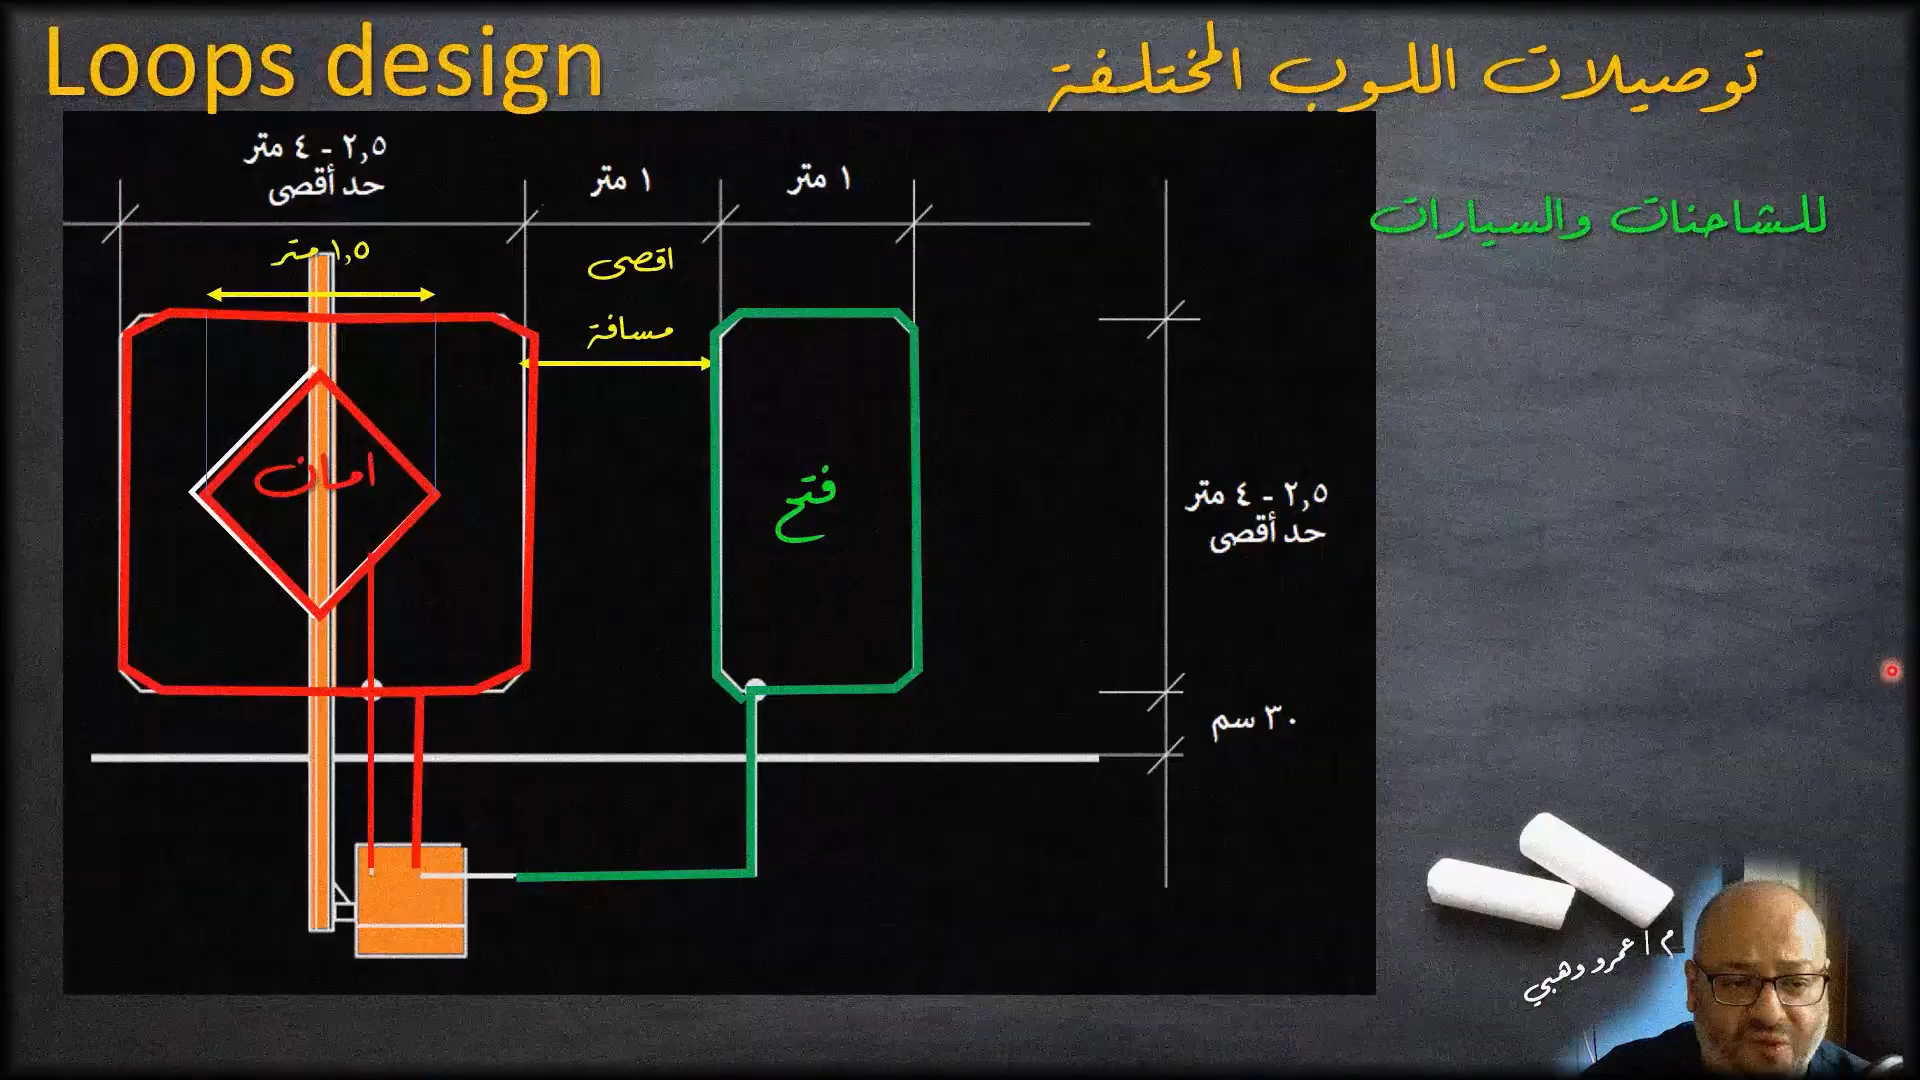 Loops design
توصيلات اللوب المختلفة
للشاحنات والسيارات
٢,٥ - ٤ متر
حد أقصى
١ متر
١ متر
١,٥ متر
اقصى
مسافة
امان
فتح
٢,٥ - ٤ متر
حد أقصى
٣٠ سم
م / عمرو وهبي